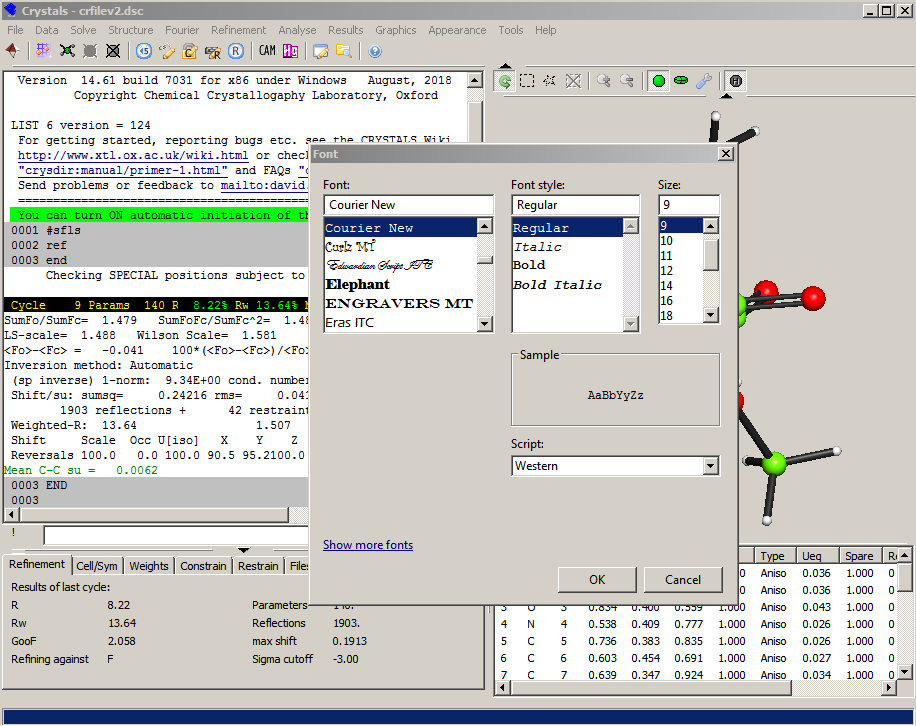 Crystals - crfilev2.dsc
File Data Solve Structure Fourier Refinement Analyse Results Graphics Appearance Tools Help
CAM
Version 14.61 build 7031 for x86 under Windows August, 2018
Copyright Chemical Crystallogaphy Laboratory, Oxford
LIST 6 version = 124
For getting started, reporting bugs etc. see the CRYSTALS Wiki
http://www.xtl.ox.ac.uk/wiki.html or chec
"crysdir:manual/primer-1.html" and FAQs "c
Send problems or feedback to mailto:david.
You can turn ON automatic initiation of th
0001 #sfls
0002 ref
0003 end
Checking SPECIAL positions subject to
Cycle 9 Params 140 R 8.22% Rw 13.64%
SumFo/SumFc= 1.479 SumFoFc/SumFc^2= 1.48
LS-scale= 1.488 Wilson Scale= 1.581
<Fo>-<Fc> = -0.041 100*(<Fo>-<Fc>)/<Fo>
Inversion method: Automatic
(sp inverse) 1-norm: 9.34E+00 cond. number
Shift/su: sumsq= 0.24216 rms= 0.041
1903 reflections + 42 restraint
Weighted-R: 13.64 1.507
Shift Scale Occ U[iso] X Y Z
Reversals 100.0 0.0 100.0 90.5 95.2100.0
Mean C-C su = 0.0062
0003 END
0003
!
Font
Font:
Courier New
Courier New
Curlz MT
Edwardian Script ITC
Elephant
ENGRAVERS MT
Eras ITC
Font style:
Regular
Regular
Italic
Bold
Bold Italic
Size:
9
9
10
11
12
14
16
18
Sample
AaBbYyZz
Script:
Western
Show more fonts
OK Cancel
Refinement Cell/Sym Weights Constrain Restrain Files
Results of last cycle:
R 8.22 Parameters 140.
Rw 13.64 Reflections 1903.
GooF 2.058 max shift 0.1913
Refining against F Sigma cutoff -3.00
Type Ueq Spare Re
Aniso 0.036 1.000 0
Aniso 0.036 1.000 0
3 O 3 0.834 0.400 0.559 1.000 Aniso 0.043 1.000 0
4 N 4 0.538 0.409 0.777 1.000 Aniso 0.026 1.000 0
5 C 5 0.736 0.383 0.835 1.000 Aniso 0.026 1.000 0
6 C 6 0.603 0.454 0.691 1.000 Aniso 0.027 1.000 0
7 C 7 0.639 0.347 0.924 1.000 Aniso 0.034 1.000 0